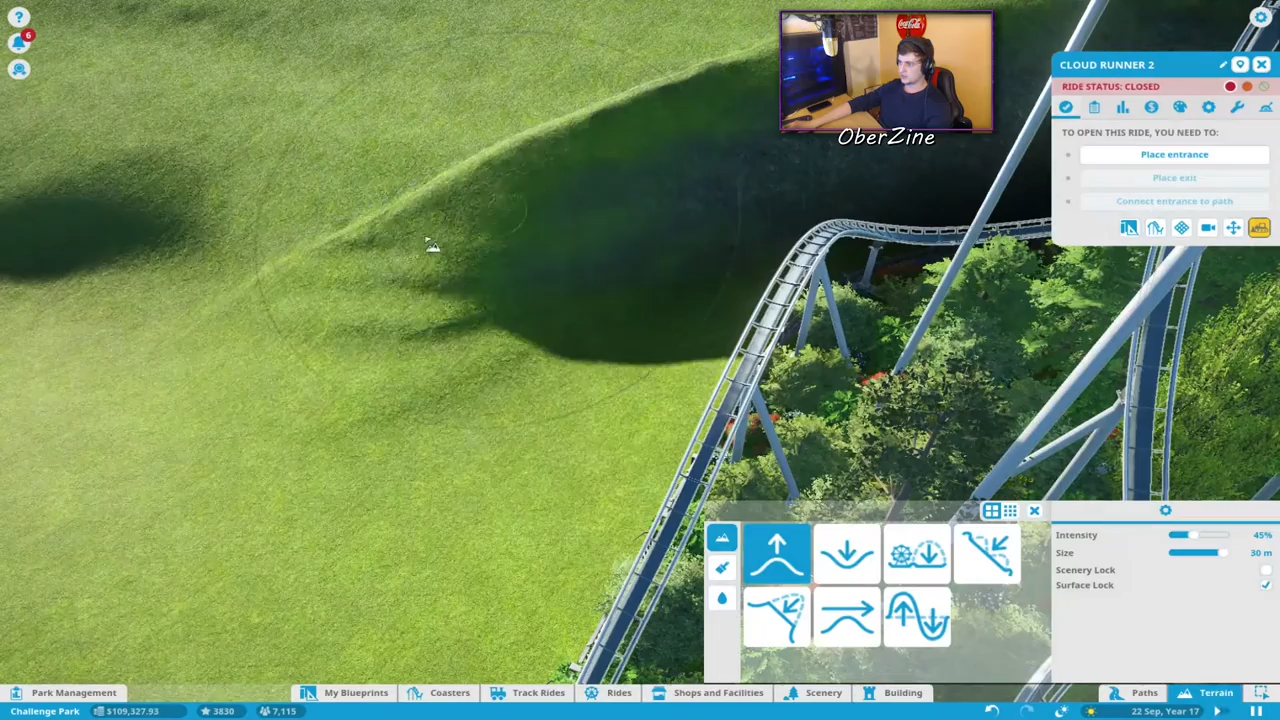 ?
6
Coca-Cola
OberZine
CLOUD RUNNER 2
RIDE STATUS: CLOSED
TO OPEN THIS RIDE, YOU NEED TO:
Place entrance
Place exit
Connect entrance to path
Intensity 45%
Size 30 m
Scenery Lock
Surface Lock
Park Management
My Blueprints
Coasters
Track Rides
Rides
Shops and Facilities
Scenery
Building
Paths
Terrain
Challenge Park $109,327.93 3830 7,115 22 Sep, Year 17